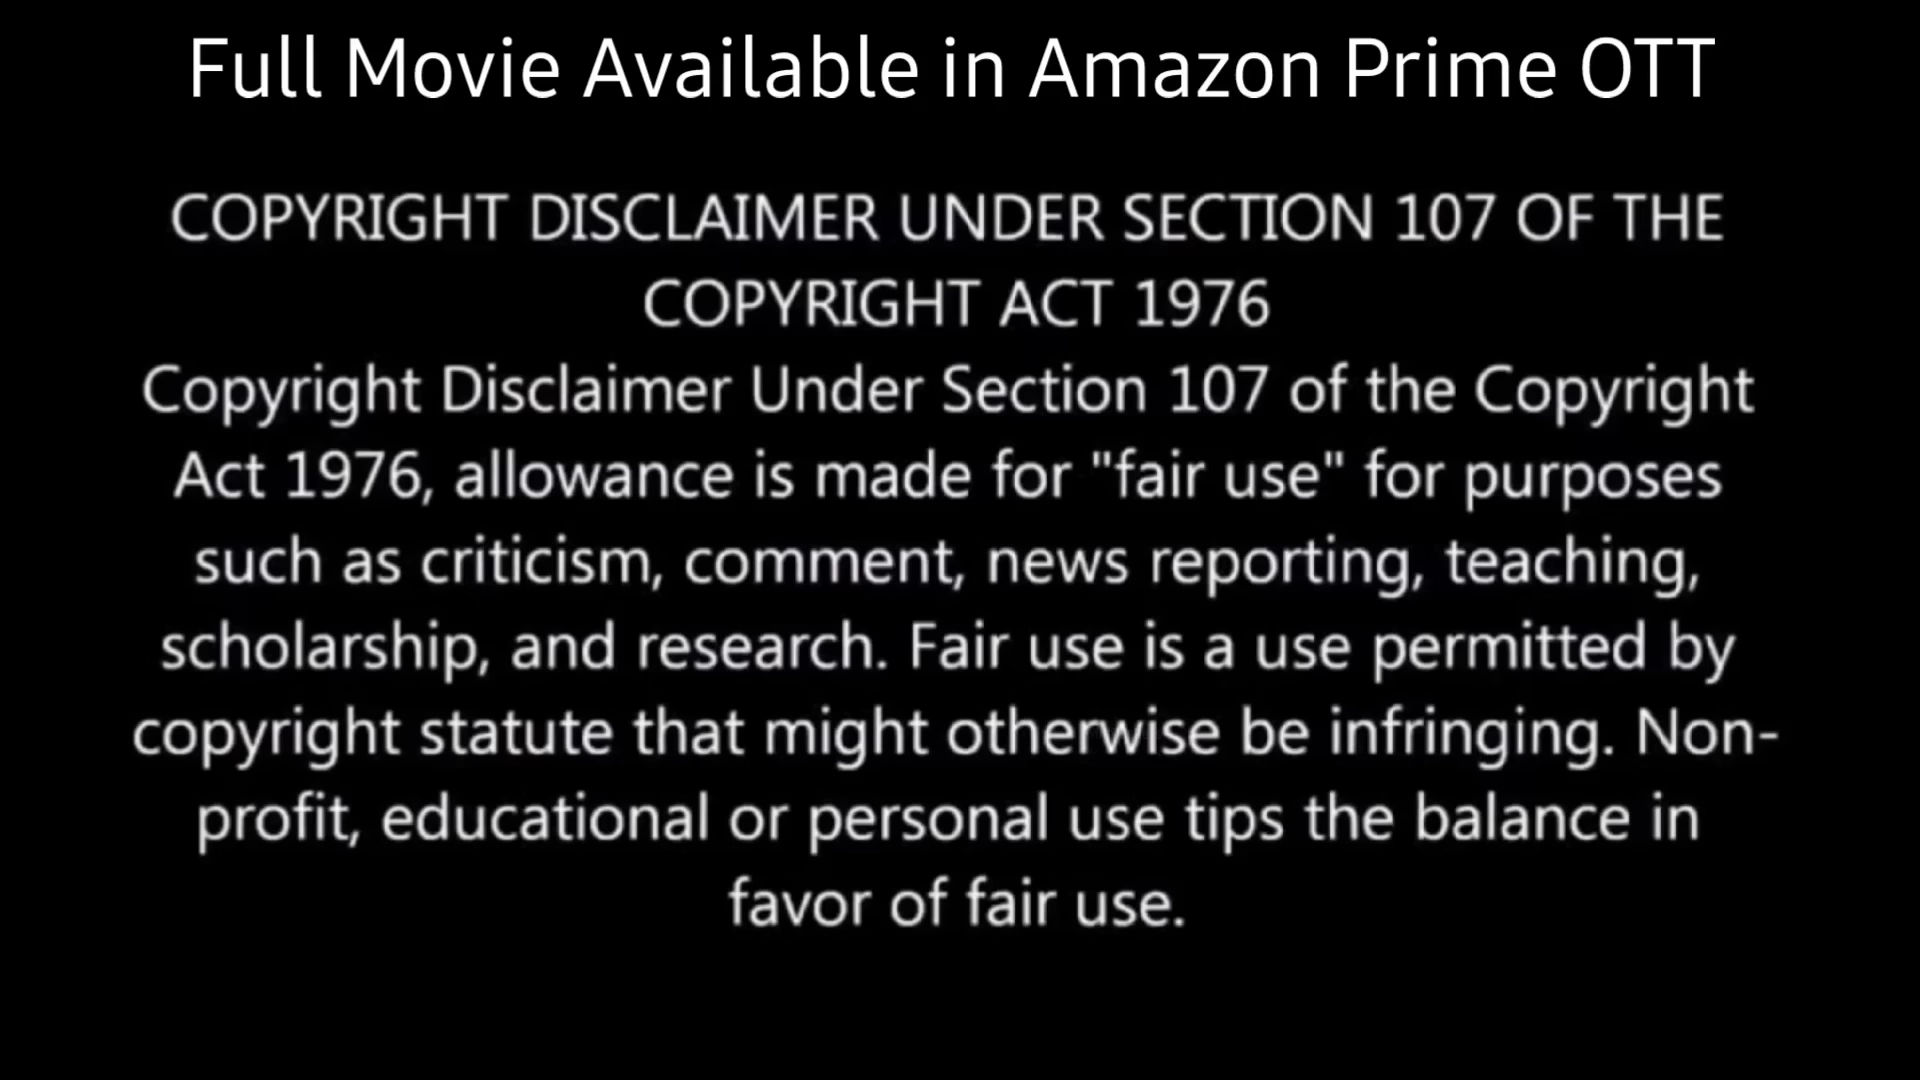 Full Movie Available in Amazon Prime OTT
COPYRIGHT DISCLAIMER UNDER SECTION 107 OF THE
COPYRIGHT ACT 1976
Copyright Disclaimer Under Section 107 of the Copyright
Act 1976, allowance is made for "fair use" for purposes
such as criticism, comment, news reporting, teaching,
scholarship, and research. Fair use is a use permitted by
copyright statute that might otherwise be infringing. Non-
profit, educational or personal use tips the balance in
favor of fair use.